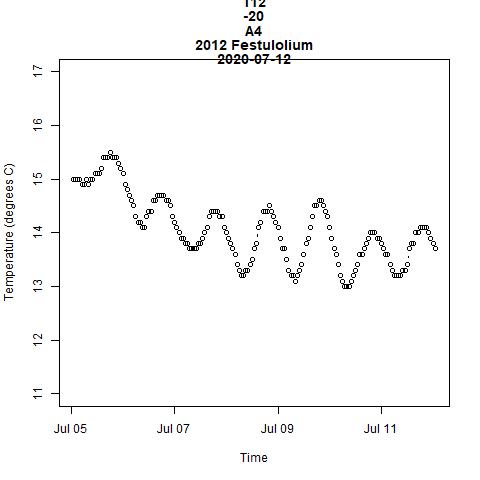 T12
-20
A4
2012 Festulolium
2020-07-12
17
16
15
14
13
12
11
Temperature (degrees C)
Jul 05
Jul 07
Jul 09
Jul 11
Time